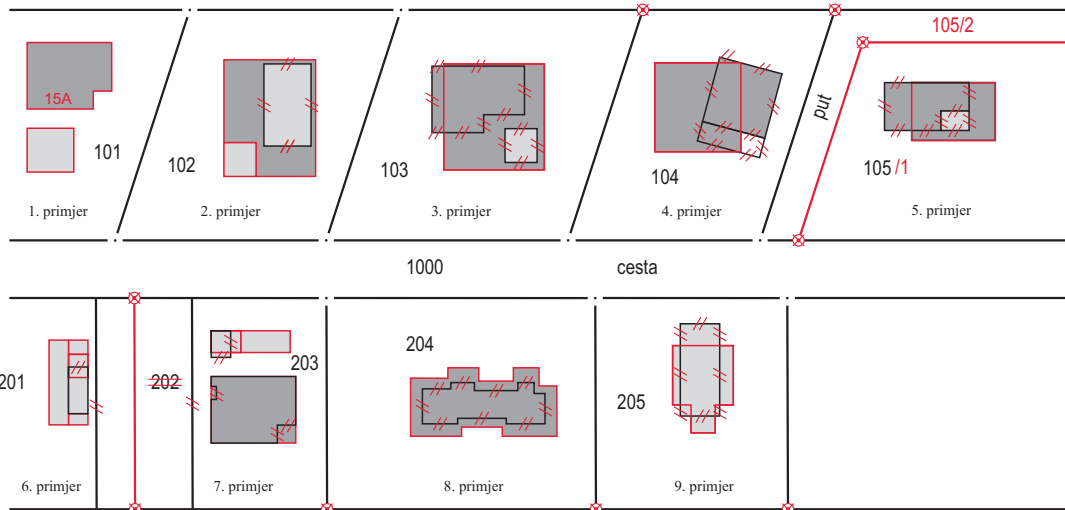 105/2
15A
put
101
102
103
104
105 /1
1. primjer
2. primjer
3. primjer
4. primjer
5. primjer
1000
cesta
201
202
203
204
205
6. primjer
7. primjer
8. primjer
9. primjer